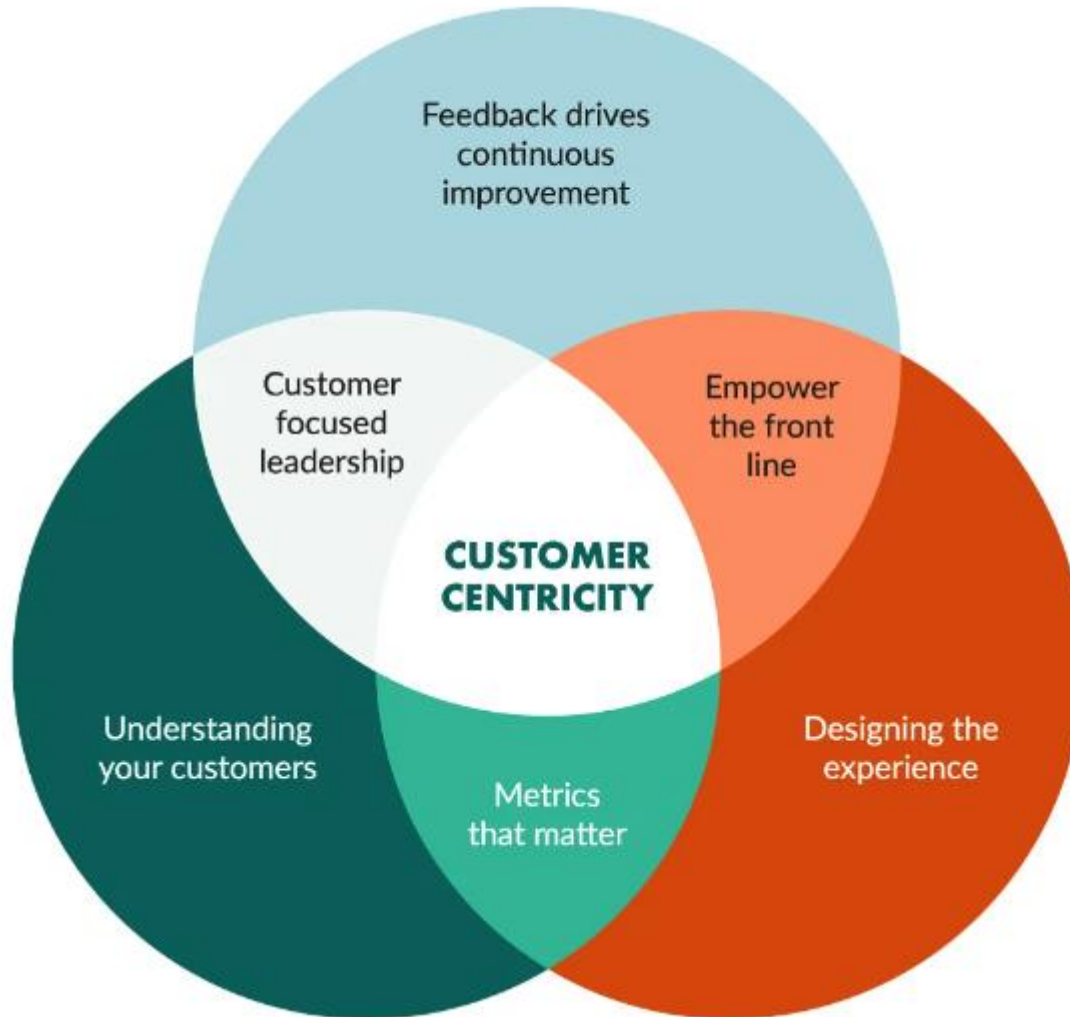 Feedback drives
continuous
improvement
Customer
focused
leadership
Empower
the front
line
CUSTOMER
CENTRICITY
Understanding
your customers
Designing the
experience
Metrics
that matter